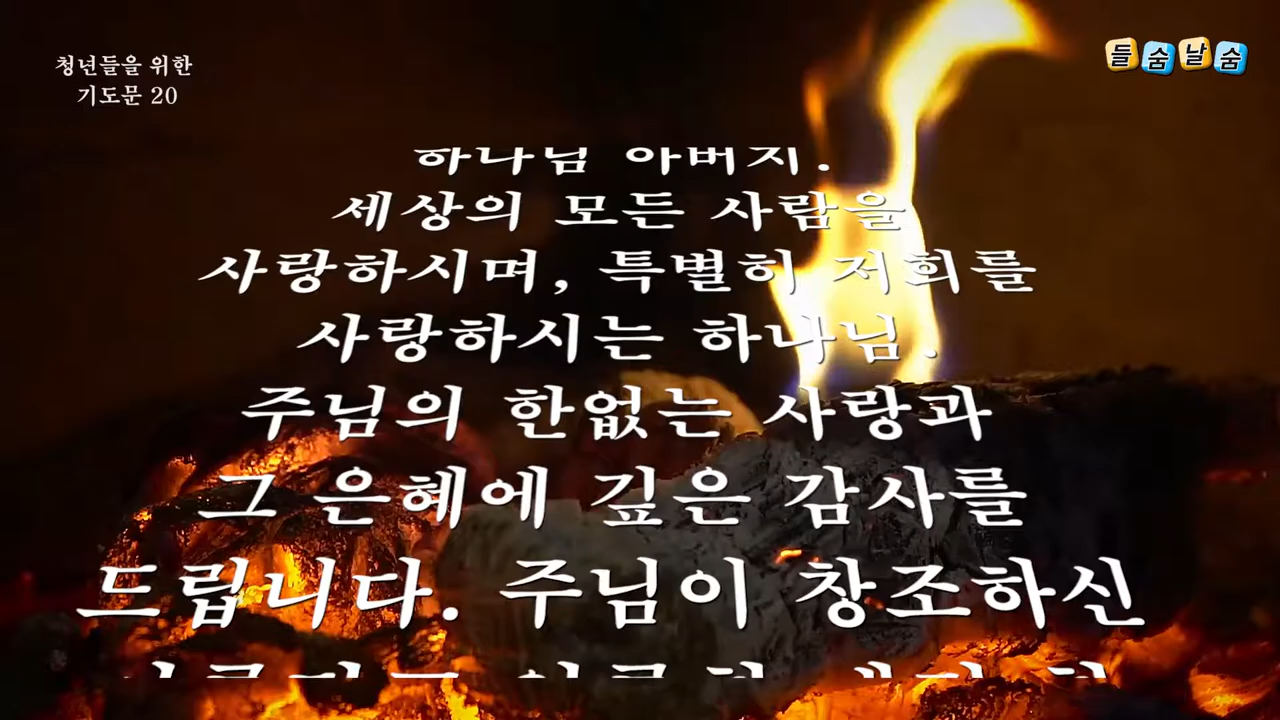 청년들을 위한
기도문 20
들숨날숨
하나님 아버지.
세상의 모든 사람을
사랑하시며, 특별히 저희를
사랑하시는 하나님.
주님의 한없는 사랑과
그 은혜에 깊은 감사를
드립니다. 주님이 창조하신